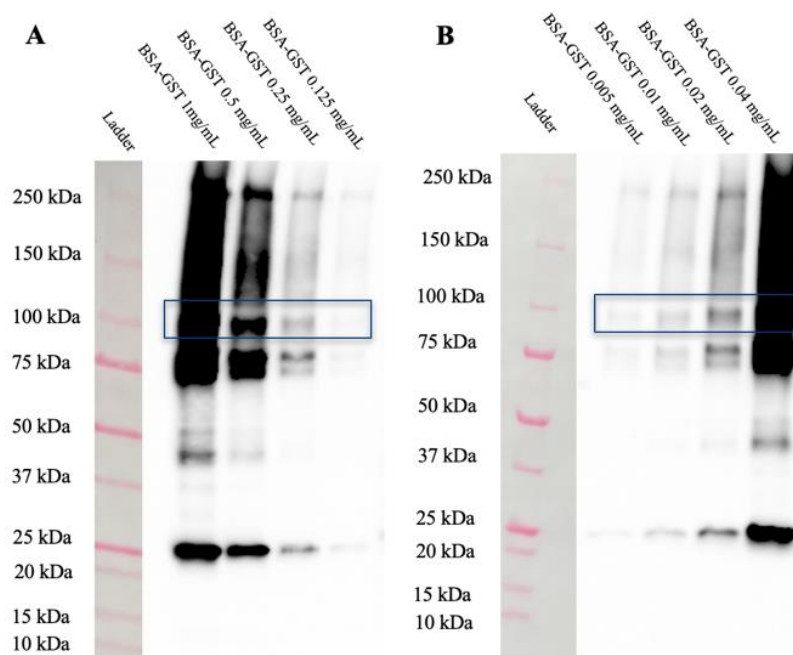 A
Ladder
BSA-GST 1mg/mL
BSA-GST 0.5 mg/mL
BSA-GST 0.25 mg/mL
BSA-GST 0.125 mg/mL
250 kDa
150 kDa
100 kDa
75 kDa
50 kDa
37 kDa
25 kDa
20 kDa
15 kDa
10 kDa
B
Ladder
BSA-GST 0.005 mg/mL
BSA-GST 0.01 mg/mL
BSA-GST 0.02 mg/mL
BSA-GST 0.04 mg/mL
250 kDa
150 kDa
100 kDa
75 kDa
50 kDa
37 kDa
25 kDa
20 kDa
15 kDa
10 kDa